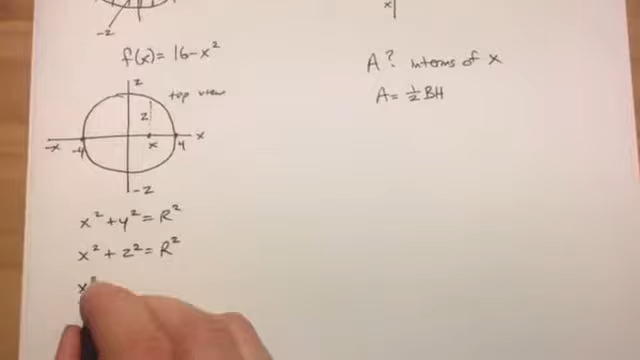 -2
x
f(x) = 16 - x²
z
top view
z
-x
-4
x
4
x
-z
x² + y² = R²
x² + z² = R²
x
A? interms of x
A = ½ BH